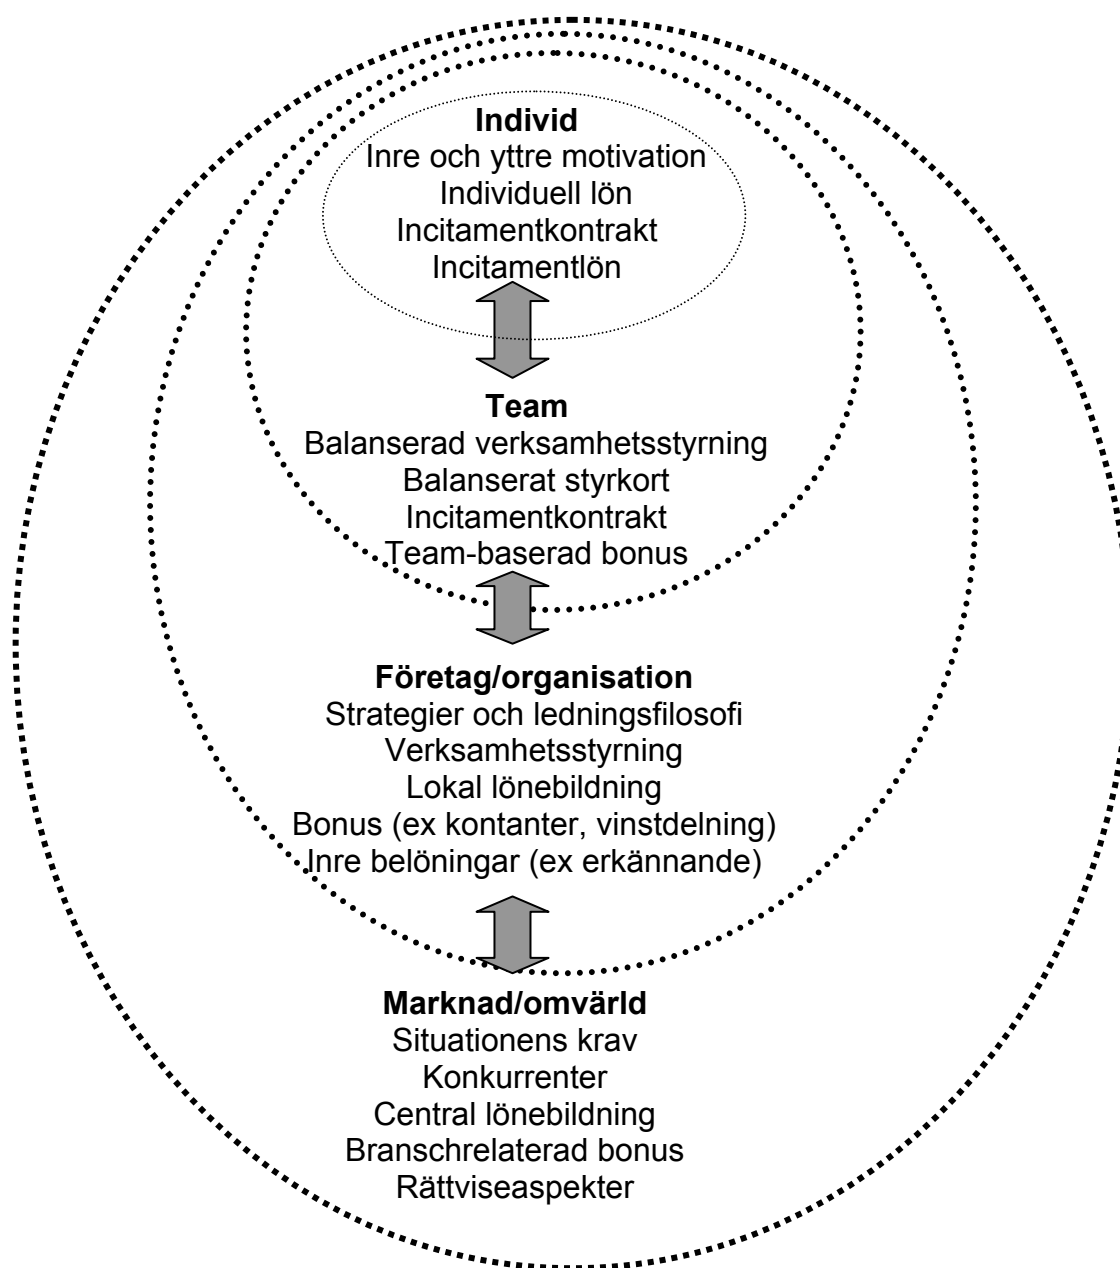 Individ
Inre och yttre motivation
Individuell lön
Incitamentkontrakt
Incitamentlön
Team
Balanserad verksamhetsstyrning
Balanserat styrkort
Incitamentkontrakt
Team-baserad bonus
Företag/organisation
Strategier och ledningsfilosofi
Verksamhetsstyrning
Lokal lönebildning
Bonus (ex kontanter, vinstdelning)
Inre belöningar (ex erkännande)
Marknad/omvärld
Situationens krav
Konkurrenter
Central lönebildning
Branschrelaterad bonus
Rättviseaspekter